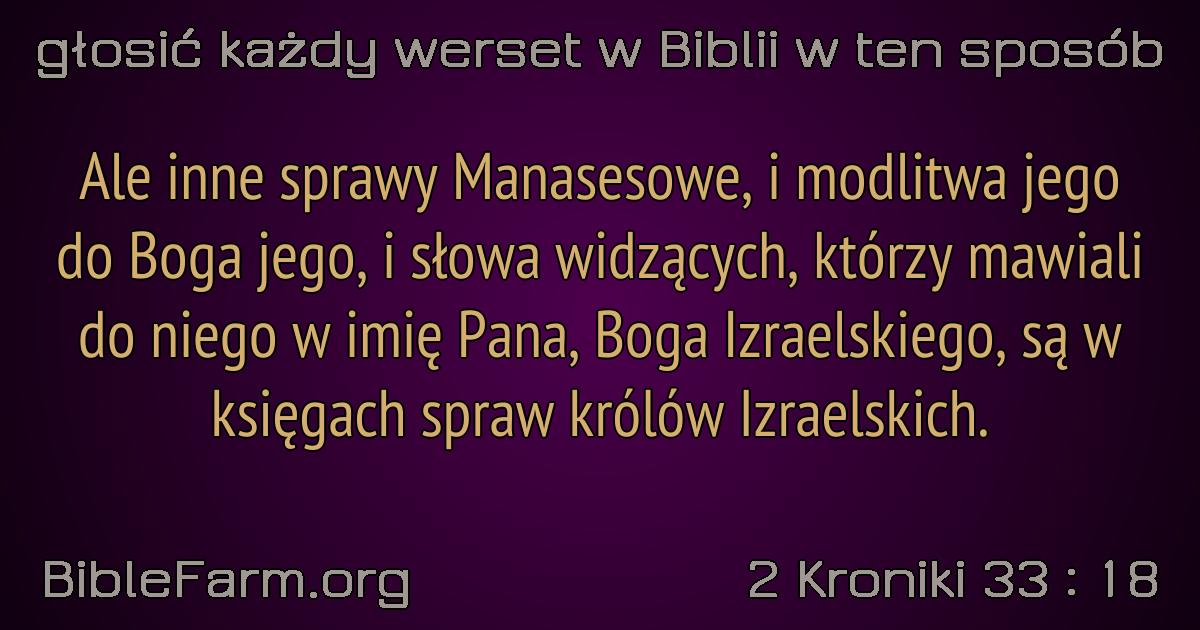 głosić każdy werset w Biblii w ten sposób
Ale inne sprawy Manasesowe, i modlitwa jego
do Boga jego, i słowa widzących, którzy mawiali
do niego w imię Pana, Boga Izraelskiego, są w
księgach spraw królów Izraelskich.
BibleFarm.org
2 Kroniki 33 : 18